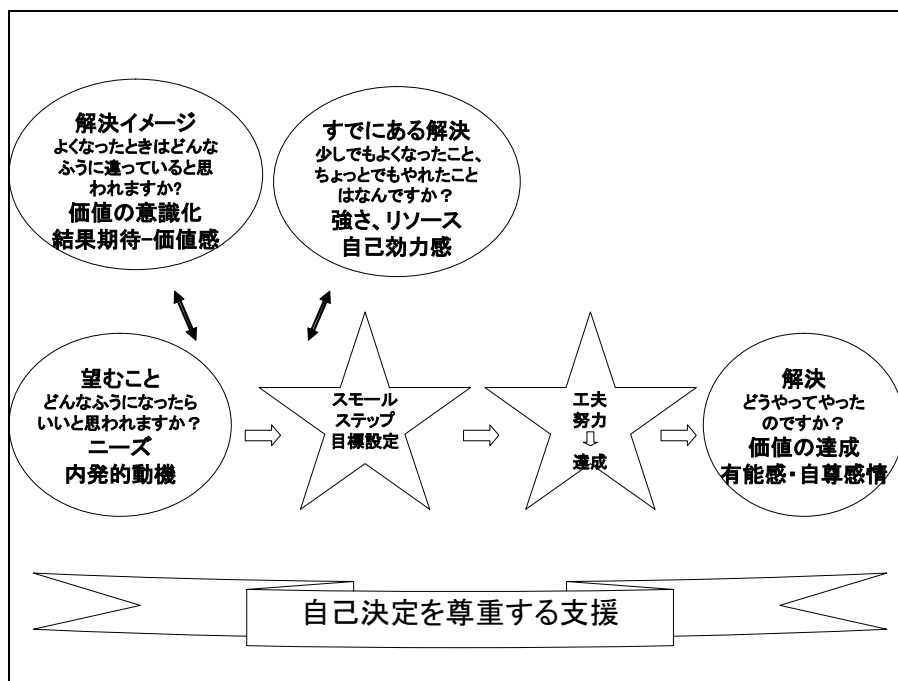 解決イメージ
よくなったときはどんな
ふうに違っていると思
われますか?
価値の意識化
結果期待-価値感
すでにある解決
少しでもよくなったこと、
ちょっとでもやれたこと
はなんですか？
強さ、リソース
自己効力感
望むこと
どんなふうになったら
いいと思われますか？
ニーズ
内発的動機
スモール
ステップ
目標設定
工夫
努力
達成
解決
どうやってやった
のですか？
価値の達成
有能感・自尊感情
自己決定を尊重する支援